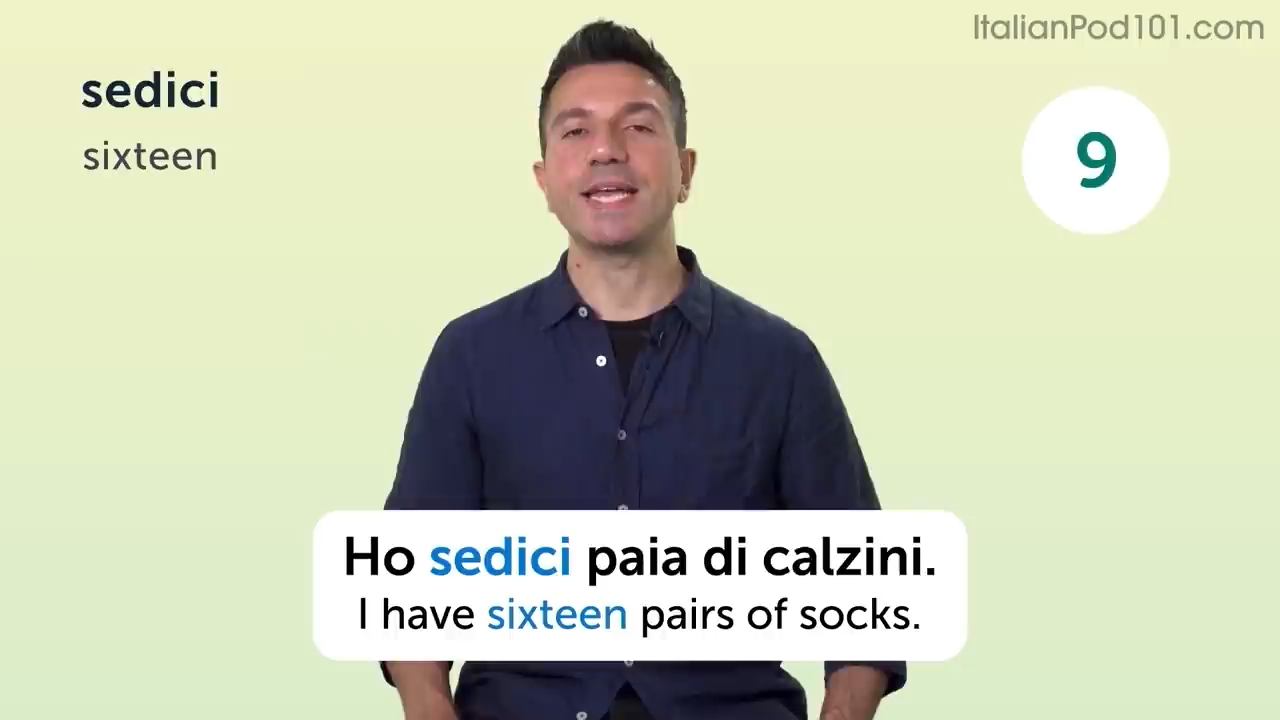 ItalianPod101.com
sedici
sixteen
9
Ho sedici paia di calzini.
I have sixteen pairs of socks.